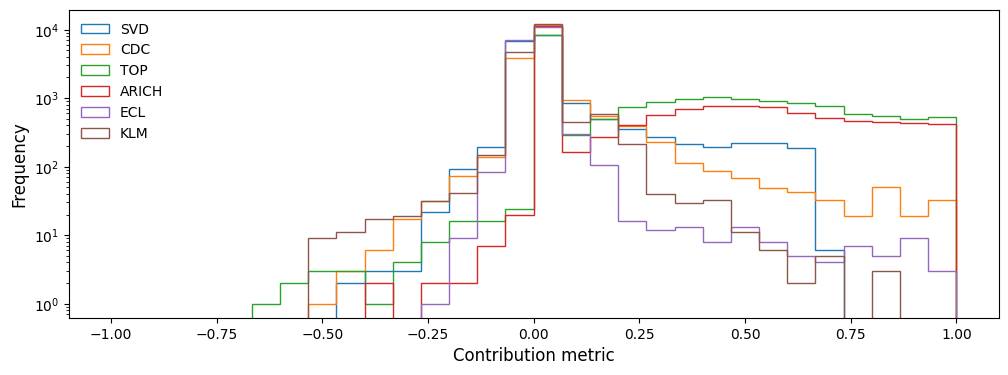 SVD
CDC
TOP
ARICH
ECL
KLM
Frequency
10⁴
10³
10²
10¹
10⁰
−1.00 −0.75 −0.50 −0.25 0.00 0.25 0.50 0.75 1.00
Contribution metric